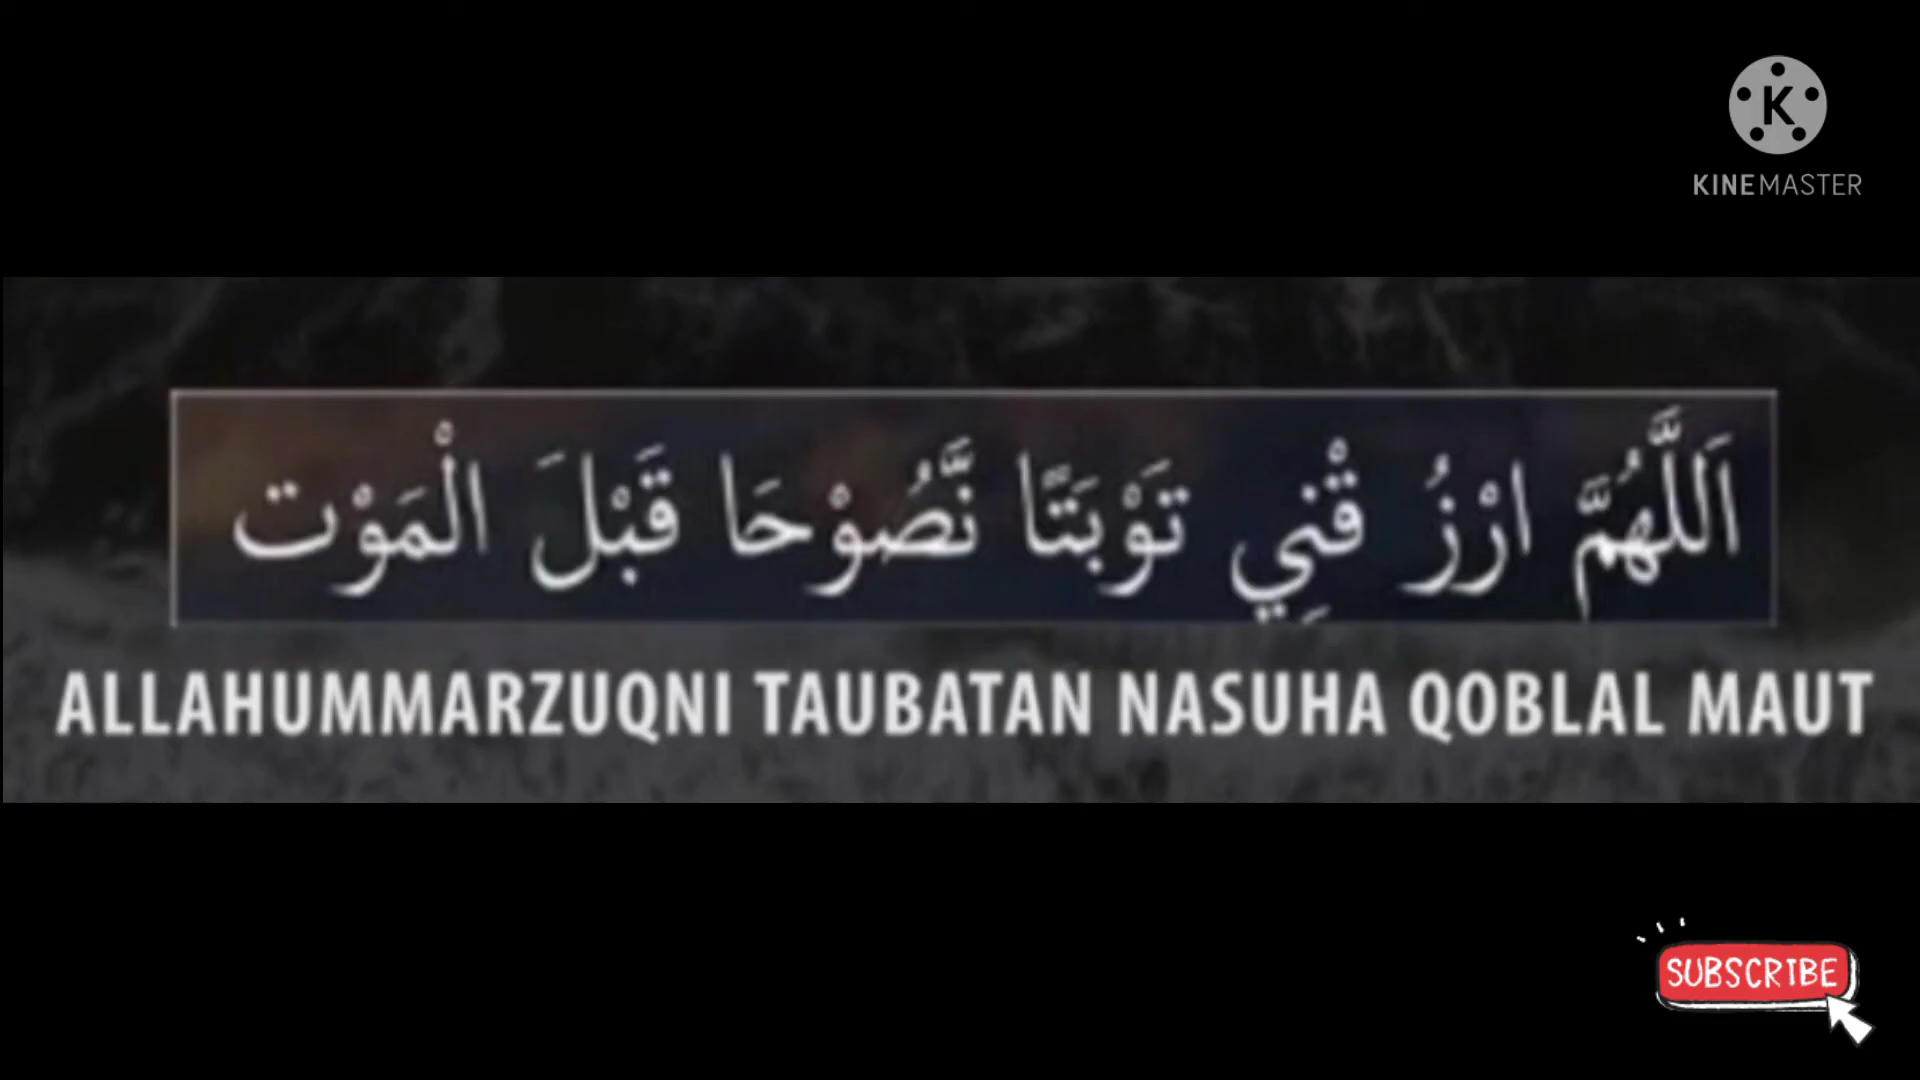 K
KINEMASTER
اَللَّهُمَّ ارْزُ قْنِي تَوْبَتًا نَّصُوْحَا قَبْلَ الْمَوْت
ALLAHUMMARZUQNI TAUBATAN NASUHA QOBLAL MAUT
SUBSCRIBE